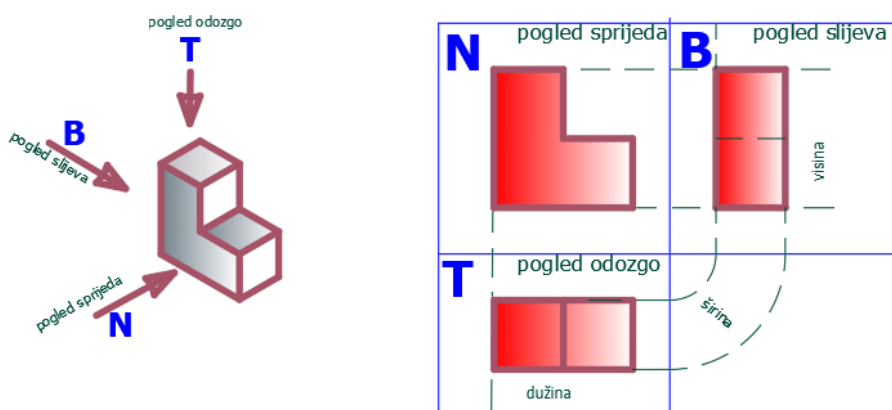 pogled odozgo
T
B
pogled slijeva
pogled sprijeda
N
N
pogled sprijeda
B
pogled slijeva
visina
T
pogled odozgo
širina
dužina